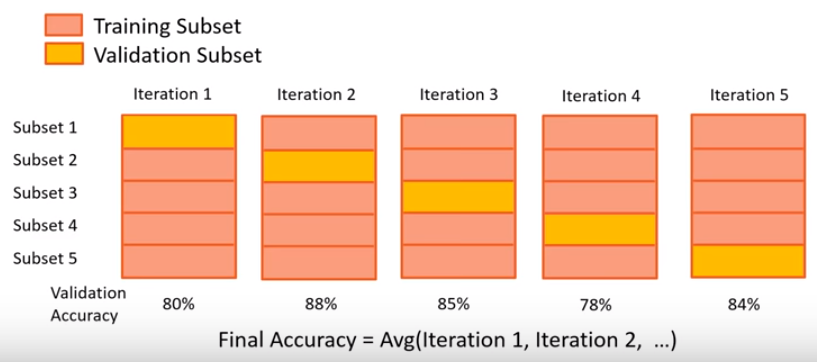 Training Subset
Validation Subset
Iteration 1 Iteration 2 Iteration 3 Iteration 4 Iteration 5
Subset 1
Subset 2
Subset 3
Subset 4
Subset 5
Validation
Accuracy
80% 88% 85% 78% 84%
Final Accuracy = Avg(Iteration 1, Iteration 2, ...)